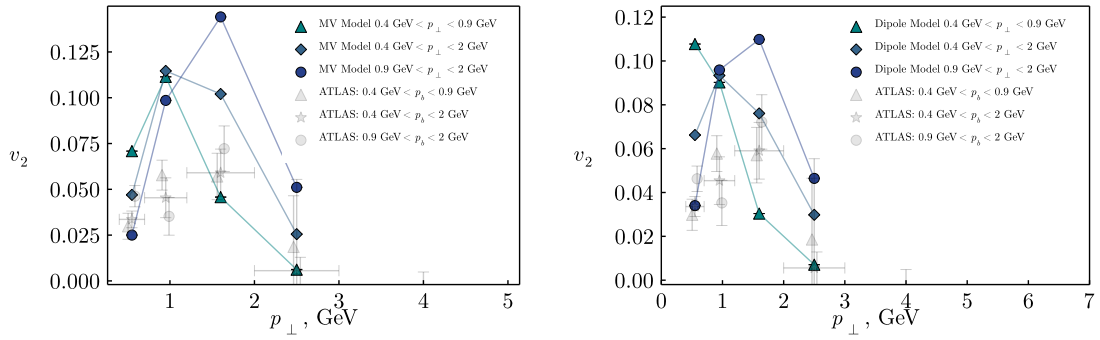 MV Model 0.4 GeV< p⊥ < 0.9 GeV
MV Model 0.4 GeV< p⊥ < 2 GeV
MV Model 0.9 GeV< p⊥ < 2 GeV
ATLAS: 0.4 GeV< p_b < 0.9 GeV
ATLAS: 0.4 GeV< p_b < 2 GeV
ATLAS: 0.9 GeV< p_b < 2 GeV
0.125
0.100
0.075
0.050
0.025
0.000
v₂
1 2 3 4 5
p⊥, GeV
Dipole Model 0.4 GeV< p⊥ < 0.9 GeV
Dipole Model 0.4 GeV< p⊥ < 2 GeV
Dipole Model 0.9 GeV< p⊥ < 2 GeV
ATLAS: 0.4 GeV< p_b < 0.9 GeV
ATLAS: 0.4 GeV< p_b < 2 GeV
ATLAS: 0.9 GeV< p_b < 2 GeV
0.12
0.10
0.08
0.06
0.04
0.02
0.00
v₂
0 1 2 3 4 5 6 7
p⊥, GeV